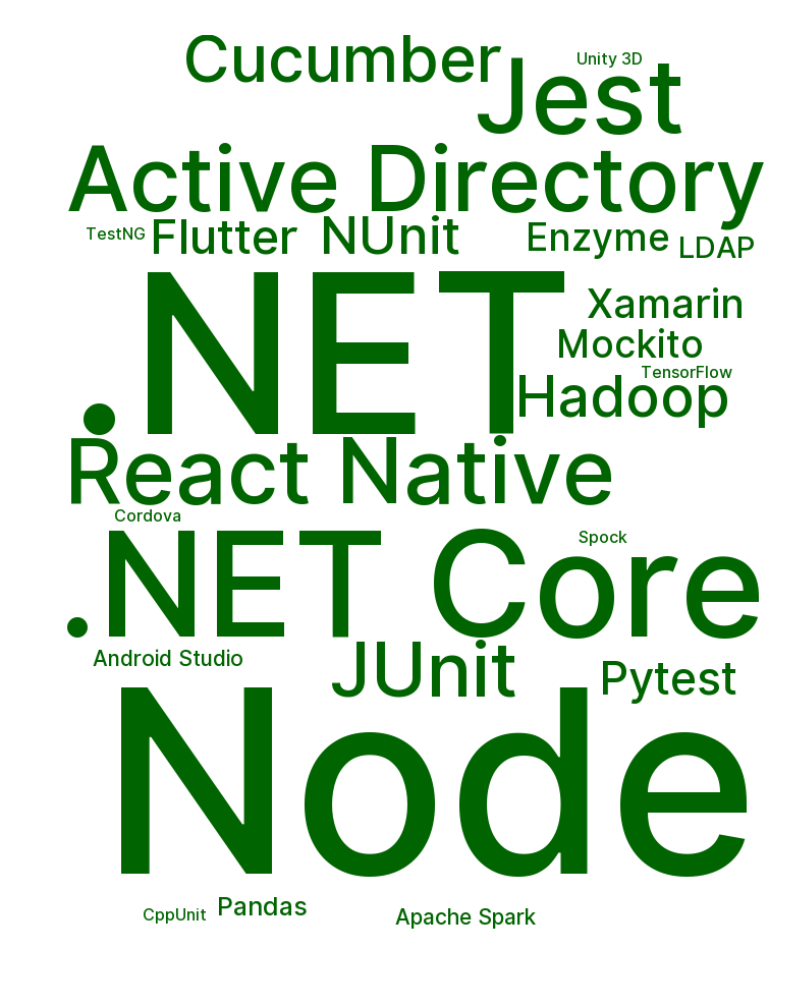 Cucumber
Unity 3D
Jest
Active Directory
TestNG
Flutter
NUnit
Enzyme
LDAP
.NET
Xamarin
Mockito
TensorFlow
Hadoop
React Native
Cordova
.NET Core
Spock
Android Studio
JUnit
Pytest
Node
CppUnit
Pandas
Apache Spark